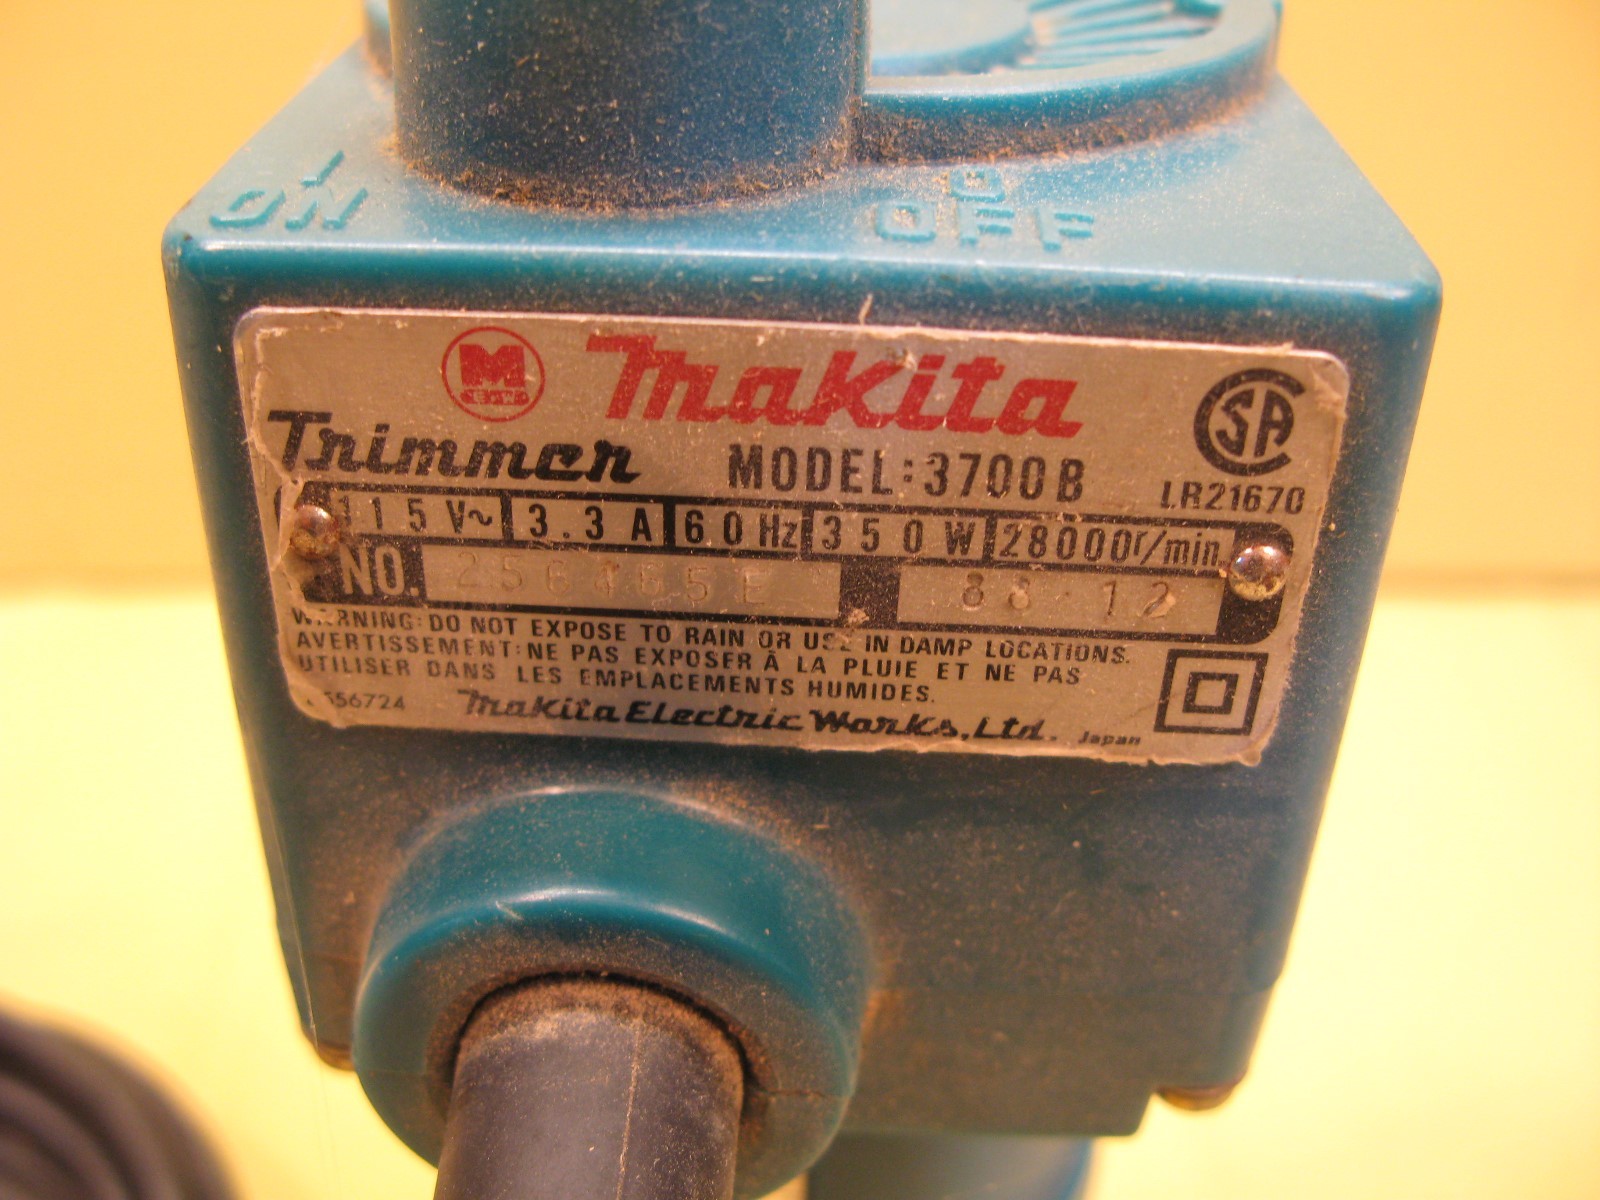 ON
OFF
M
Makita
CSA
Trimmer MODEL:3700B LR21670
115V~ 3.3A 60Hz 350W 28000r/min
NO. 256465E 88·12
WARNING: DO NOT EXPOSE TO RAIN OR USE IN DAMP LOCATIONS.
AVERTISSEMENT: NE PAS EXPOSER À LA PLUIE ET NE PAS
UTILISER DANS LES EMPLACEMENTS HUMIDES.
Makita Electric Works, Ltd. Japan